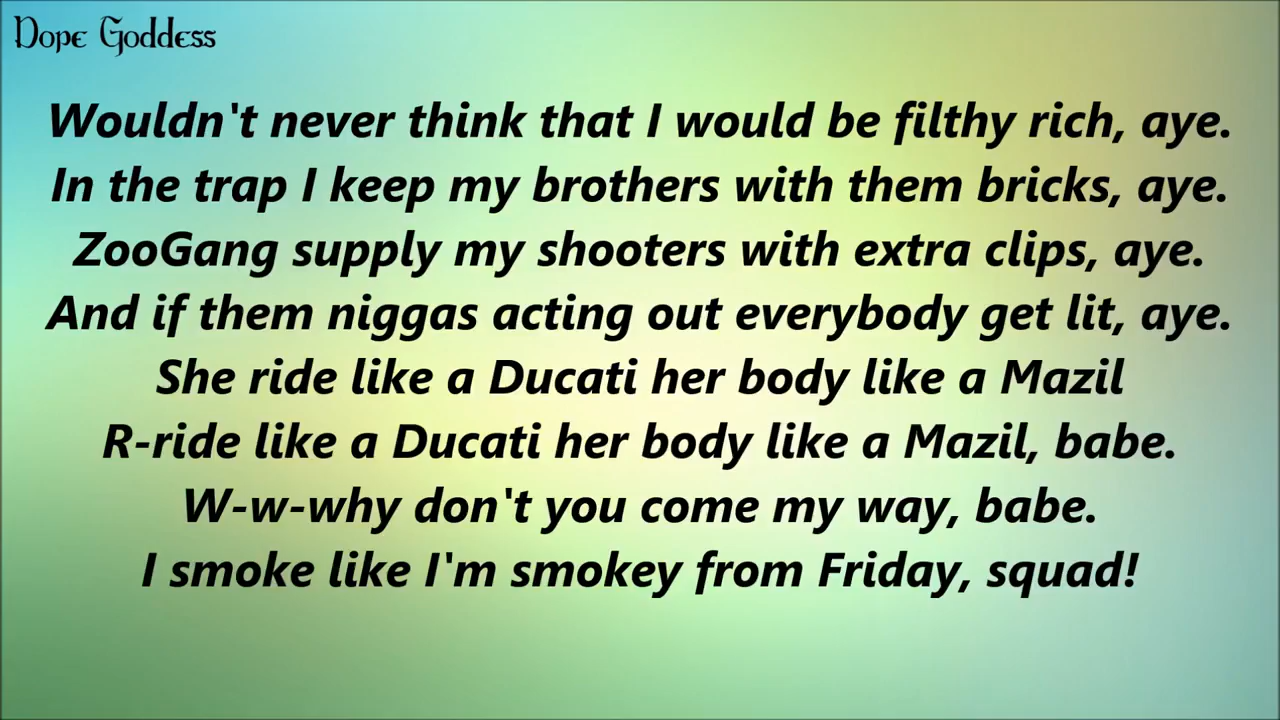 Dope Goddess
Wouldn't never think that I would be filthy rich, aye.
In the trap I keep my brothers with them bricks, aye.
ZooGang supply my shooters with extra clips, aye.
And if them niggas acting out everybody get lit, aye.
She ride like a Ducati her body like a Mazil
R-ride like a Ducati her body like a Mazil, babe.
W-w-why don't you come my way, babe.
I smoke like I'm smokey from Friday, squad!